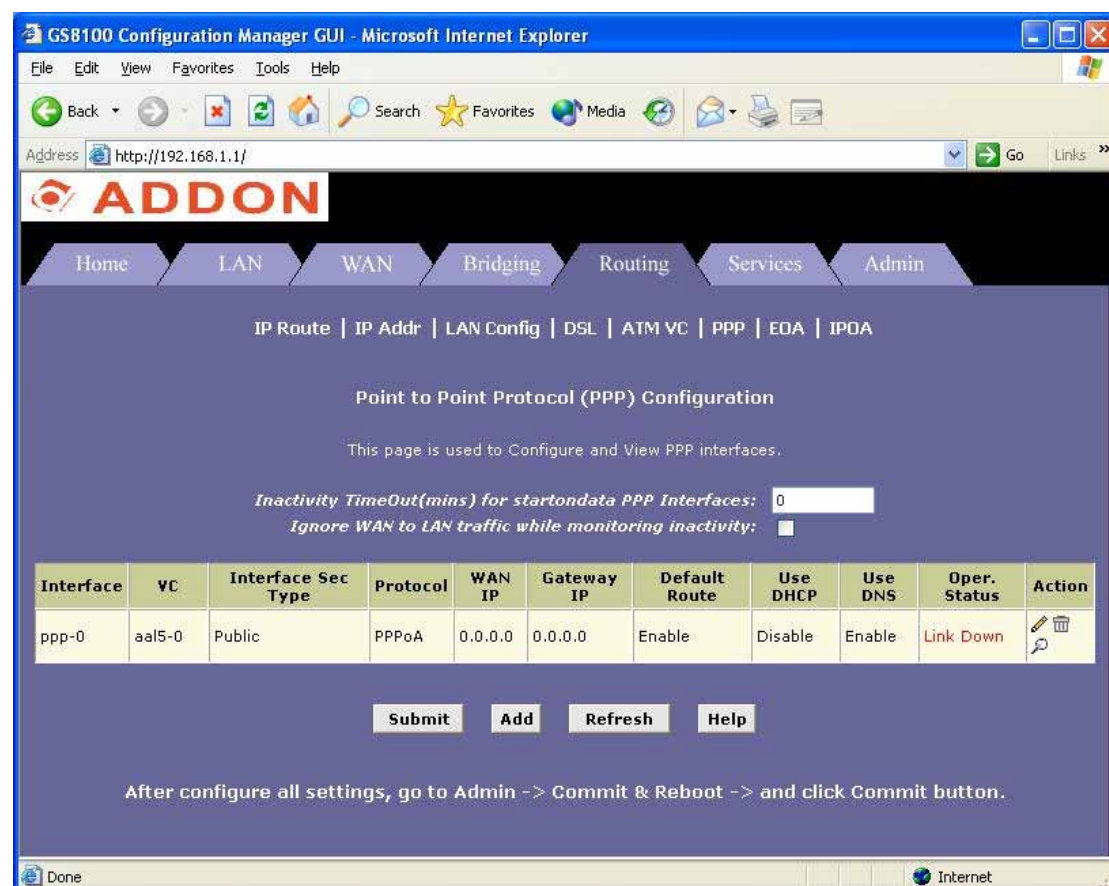 GS8100 Configuration Manager GUI - Microsoft Internet Explorer
File Edit View Favorites Tools Help
Back Search Favorites Media
Address http://192.168.1.1/ Go Links »
ADDON
Home LAN WAN Bridging Routing Services Admin
IP Route | IP Addr | LAN Config | DSL | ATM VC | PPP | EOA | IPOA
Point to Point Protocol (PPP) Configuration
This page is used to Configure and View PPP interfaces.
Inactivity TimeOut(mins) for startondata PPP Interfaces: 0
Ignore WAN to LAN traffic while monitoring inactivity:
Interface VC Interface Sec Type Protocol WAN IP Gateway IP Default Route Use DHCP Use DNS Oper. Status Action
ppp-0 aal5-0 Public PPPoA 0.0.0.0 0.0.0.0 Enable Disable Enable Link Down
Submit Add Refresh Help
After configure all settings, go to Admin -> Commit & Reboot -> and click Commit button.
Done Internet